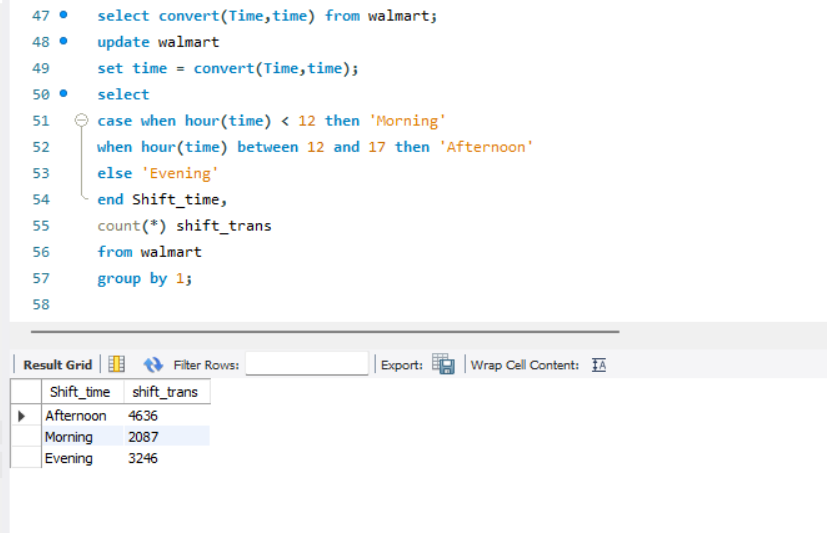 47 select convert(Time,time) from walmart;
48 update walmart
49 set time = convert(Time,time);
50 select
51 case when hour(time) < 12 then 'Morning'
52 when hour(time) between 12 and 17 then 'Afternoon'
53 else 'Evening'
54 end Shift_time,
55 count(*) shift_trans
56 from walmart
57 group by 1;
58
Result Grid Filter Rows: Export: Wrap Cell Content: IA
Shift_time shift_trans
Afternoon 4636
Morning 2087
Evening 3246